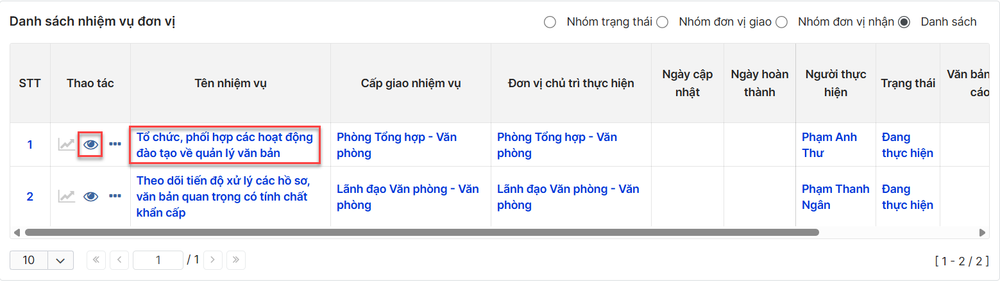 Danh sách nhiệm vụ đơn vị
Nhóm trạng thái Nhóm đơn vị giao Nhóm đơn vị nhận Danh sách
STT
Thao tác
Tên nhiệm vụ
Cấp giao nhiệm vụ
Đơn vị chủ trì thực hiện
Ngày cập
nhật
Ngày hoàn
thành
Người thực
hiện
Trạng thái
Văn bản
cáo
1
Tổ chức, phối hợp các hoạt động
đào tạo về quản lý văn bản
Phòng Tổng hợp - Văn
phòng
Phòng Tổng hợp - Văn
phòng
Phạm Anh
Thư
Đang
thực hiện
2
Theo dõi tiến độ xử lý các hồ sơ,
văn bản quan trọng có tính chất
khẩn cấp
Lãnh đạo Văn phòng - Văn
phòng
Lãnh đạo Văn phòng - Văn
phòng
Phạm Thanh
Ngân
Đang
thực hiện
10
1 / 1
[ 1 - 2 / 2 ]